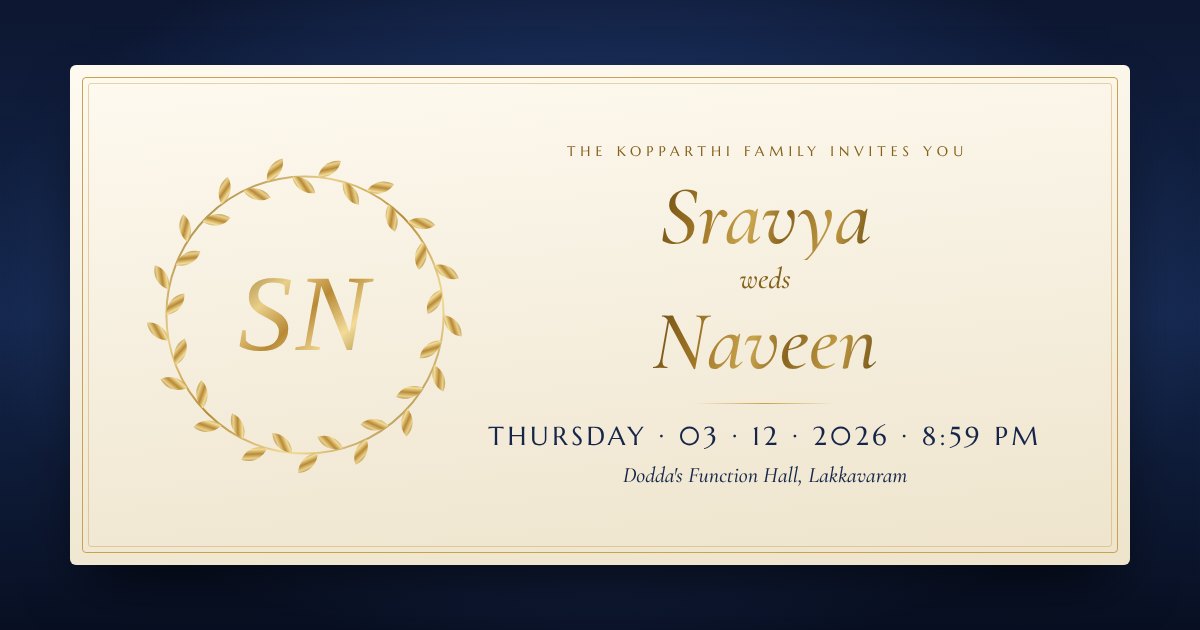 SN
THE KOPPARTHI FAMILY INVITES YOU
Sravya
weds
Naveen
THURSDAY · 03 · 12 · 2026 · 8:59 PM
Dodda's Function Hall, Lakkavaram